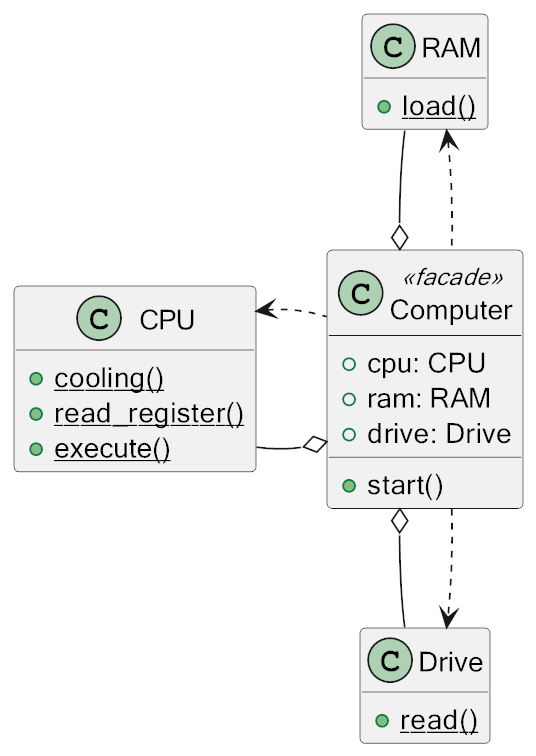 C RAM
load()
«facade»
C Computer
cpu: CPU
ram: RAM
drive: Drive
start()
C CPU
cooling()
read_register()
execute()
C Drive
read()